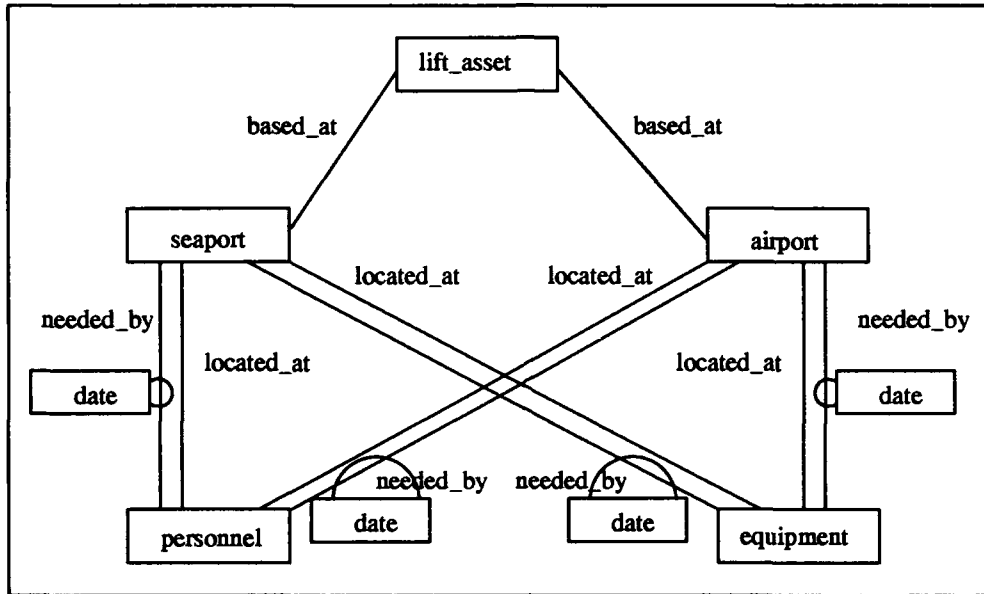 lift_asset
based_at
based_at
seaport
airport
located_at
located_at
needed_by
needed_by
located_at
located_at
date
date
needed_by
needed_by
date
date
personnel
equipment